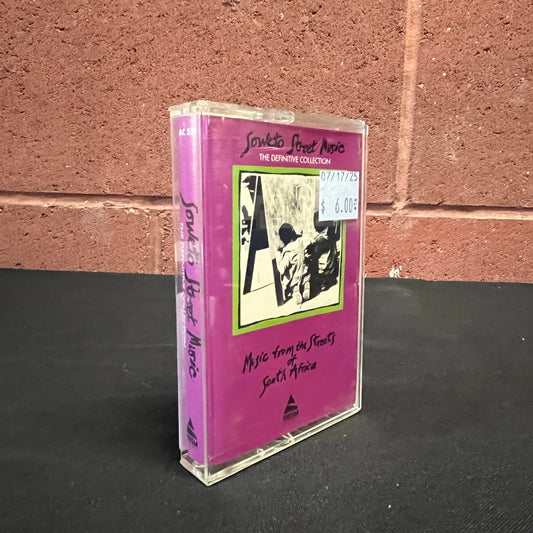 Soweto Street Music
THE DEFINITIVE COLLECTION
07/17/25
$ 6.00
Music from the Streets
of
South Africa
Soweto Street Music